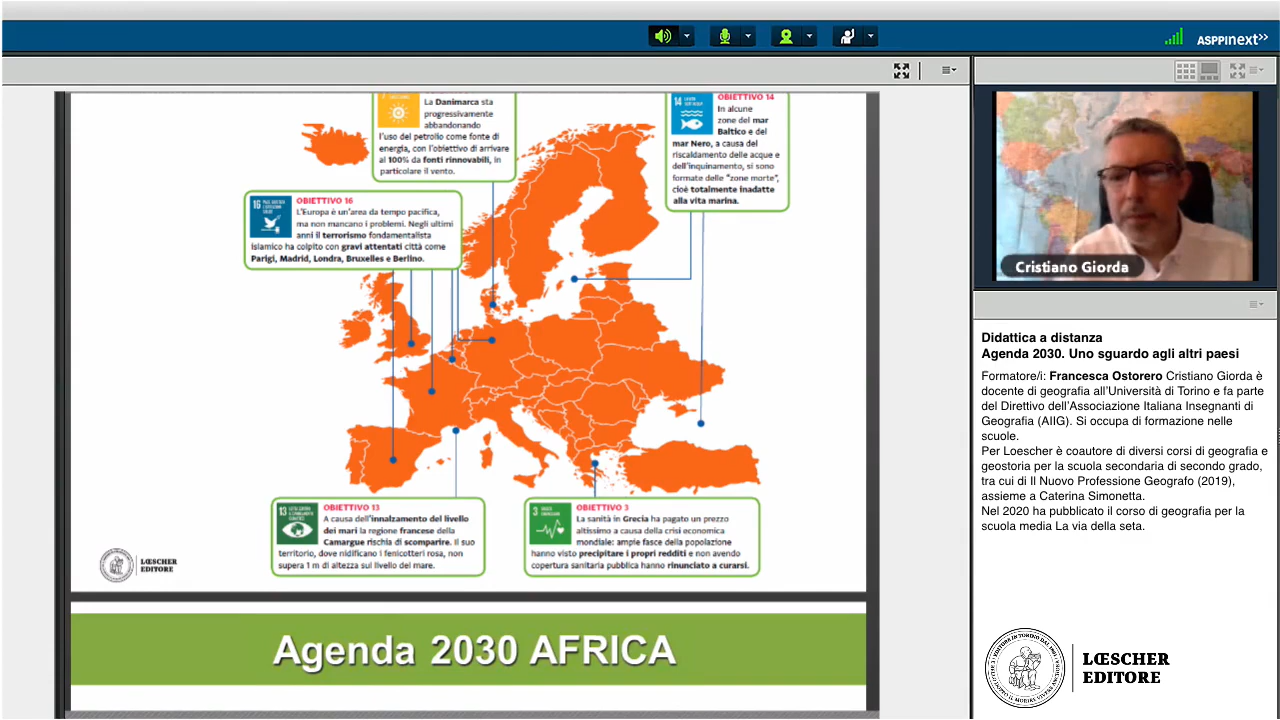 ASPPInext>>
OBIETTIVO 7
La Danimarca sta
progressivamente
abbandonando
l'uso del petrolio come fonte di
energia, con l'obiettivo di arrivare
al 100% da fonti rinnovabili, in
particolare il vento.
14
OBIETTIVO 14
In alcune
zone del mar
Baltico e del
mar Nero, a causa del
riscaldamento delle acque e
dell'inquinamento, si sono
formate delle "zone morte",
cioè totalmente inadatte
alla vita marina.
16
OBIETTIVO 16
L'Europa è un'area da tempo pacifica,
ma non mancano i problemi. Negli ultimi
anni il terrorismo fondamentalista
islamico ha colpito con gravi attentati città come
Parigi, Madrid, Londra, Bruxelles e Berlino.
13
OBIETTIVO 13
A causa dell'innalzamento del livello
dei mari la regione francese della
Camargue rischia di scomparire. Il suo
territorio, dove nidificano i fenicotteri rosa, non
supera 1 m di altezza sul livello del mare.
3
OBIETTIVO 3
La sanità in Grecia ha pagato un prezzo
altissimo a causa della crisi economica
mondiale: ampie fasce della popolazione
hanno visto precipitare i propri redditi e non avendo
copertura sanitaria pubblica hanno rinunciato a curarsi.
LŒSCHER
EDITORE
Agenda 2030 AFRICA
Cristiano Giorda
Didattica a distanza
Agenda 2030. Uno sguardo agli altri paesi
Formatore/i: Francesca Ostorero Cristiano Giorda è
docente di geografia all'Università di Torino e fa parte
del Direttivo dell'Associazione Italiana Insegnanti di
Geografia (AIIG). Si occupa di formazione nelle
scuole.
Per Loescher è coautore di diversi corsi di geografia e
geostoria per la scuola secondaria di secondo grado,
tra cui di Il Nuovo Professione Geografo (2019),
assieme a Caterina Simonetta.
Nel 2020 ha pubblicato il corso di geografia per la
scuola media La via della seta.
LŒSCHER
EDITORE